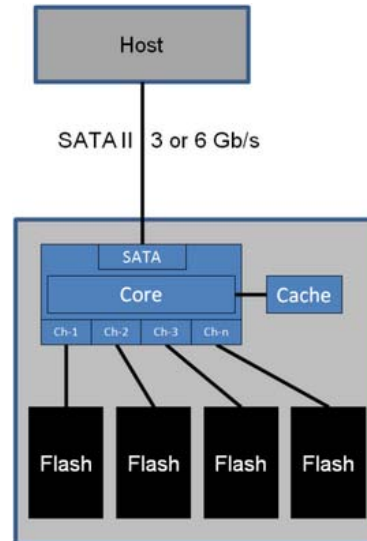 Host
SATA II 3 or 6 Gb/s
SATA
Core
Cache
Ch-1 Ch-2 Ch-3 Ch-n
Flash Flash Flash Flash